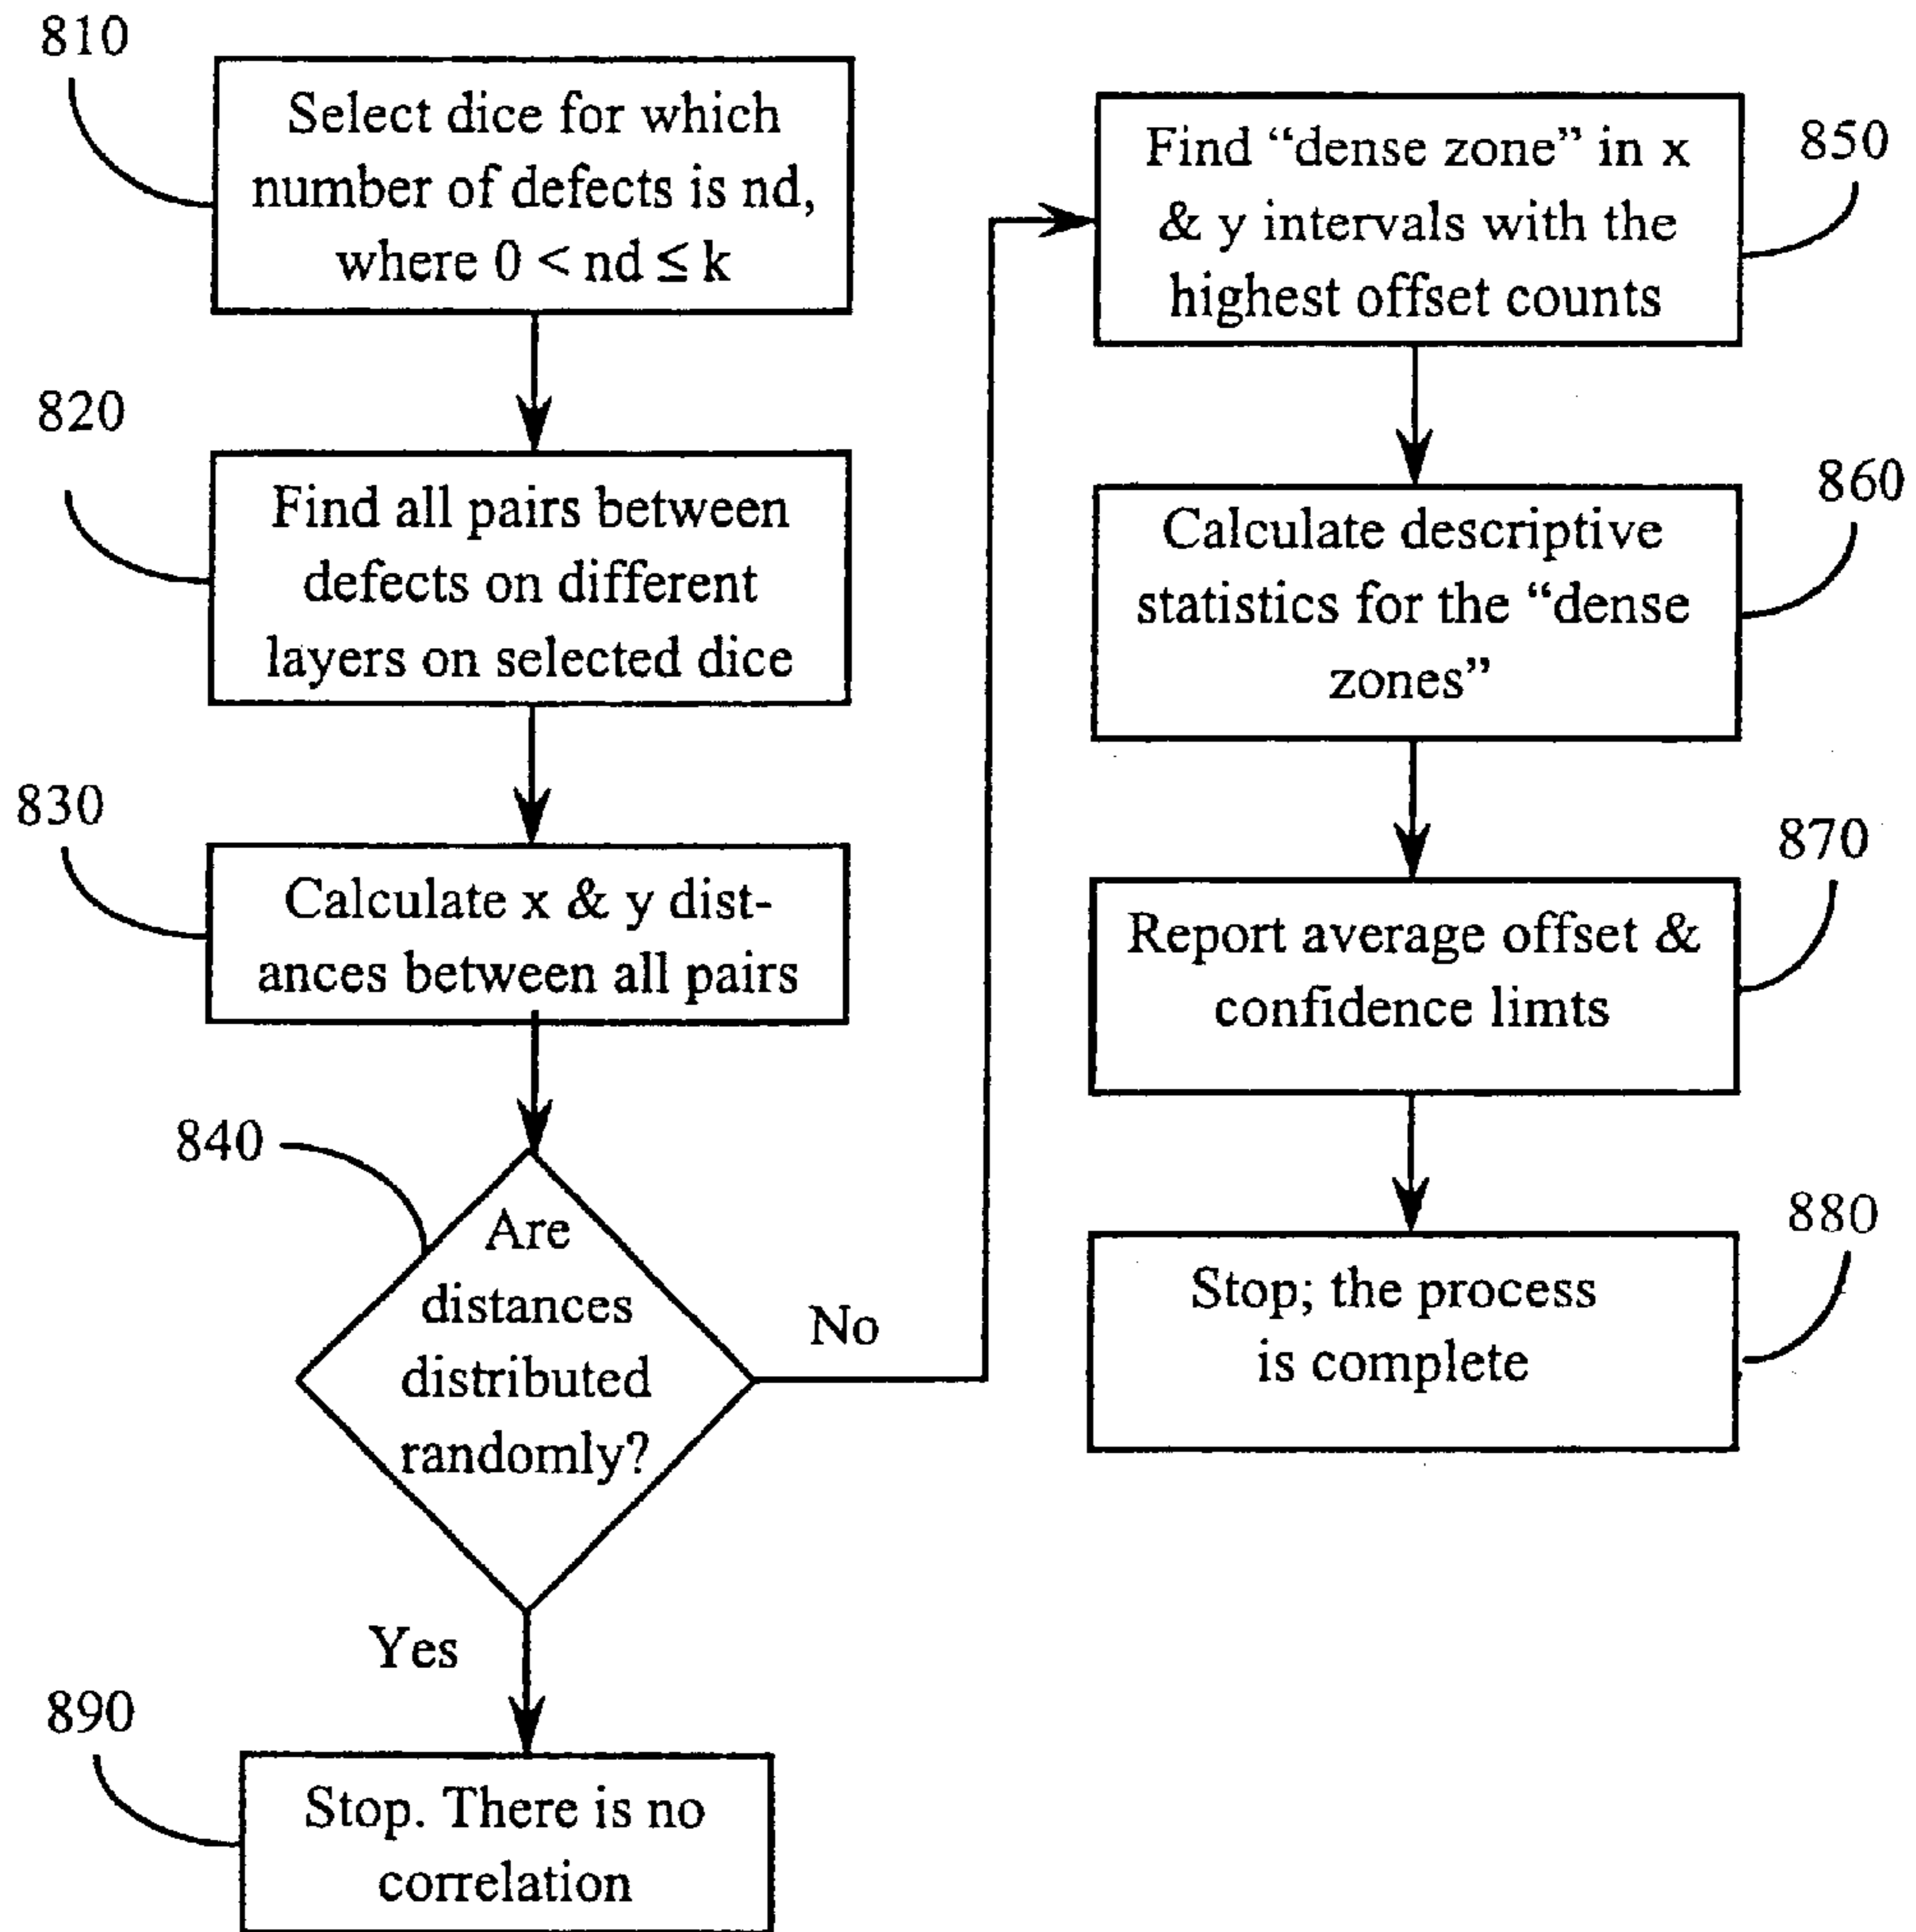 810
Select dice for which
number of defects is nd,
where 0 < nd ≤ k
820
Find all pairs between
defects on different
layers on selected dice
830
Calculate x & y dist-
ances between all pairs
840
Are
distances
distributed
randomly?
No
Yes
890
Stop. There is no
correlation
850
Find “dense zone” in x
& y intervals with the
highest offset counts
860
Calculate descriptive
statistics for the “dense
zones”
870
Report average offset &
confidence limts
880
Stop; the process
is complete